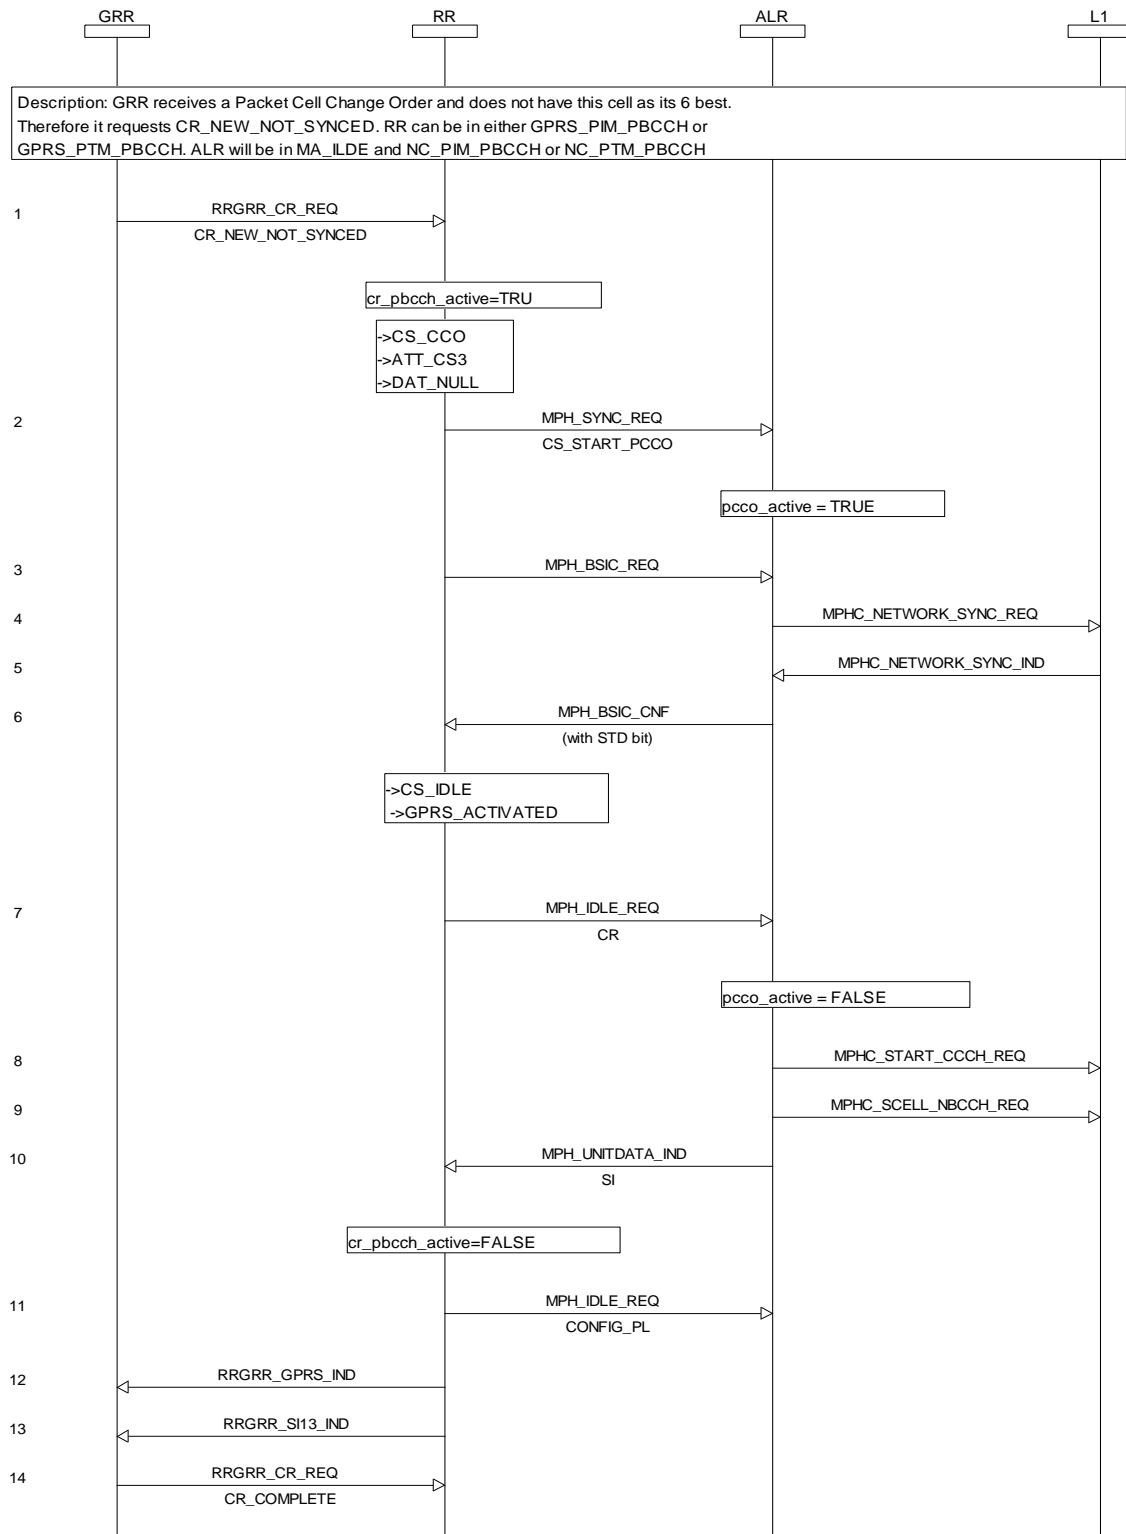 GRR RR ALR L1
Description: GRR receives a Packet Cell Change Order and does not have this cell as its 6 best.
Therefore it requests CR_NEW_NOT_SYNCED. RR can be in either GPRS_PIM_PBCCH or
GPRS_PTM_PBCCH. ALR will be in MA_ILDE and NC_PIM_PBCCH or NC_PTM_PBCCH
1 RRGRR_CR_REQ
CR_NEW_NOT_SYNCED
cr_pbcch_active=TRU
->CS_CCO
->ATT_CS3
->DAT_NULL
2 MPH_SYNC_REQ
CS_START_PCCO
pcco_active = TRUE
3 MPH_BSIC_REQ
4 MPHC_NETWORK_SYNC_REQ
5 MPHC_NETWORK_SYNC_IND
6 MPH_BSIC_CNF
(with STD bit)
->CS_IDLE
->GPRS_ACTIVATED
7 MPH_IDLE_REQ
CR
pcco_active = FALSE
8 MPHC_START_CCCH_REQ
9 MPHC_SCELL_NBCCH_REQ
10 MPH_UNITDATA_IND
SI
cr_pbcch_active=FALSE
11 MPH_IDLE_REQ
CONFIG_PL
12 RRGRR_GPRS_IND
13 RRGRR_SI13_IND
14 RRGRR_CR_REQ
CR_COMPLETE